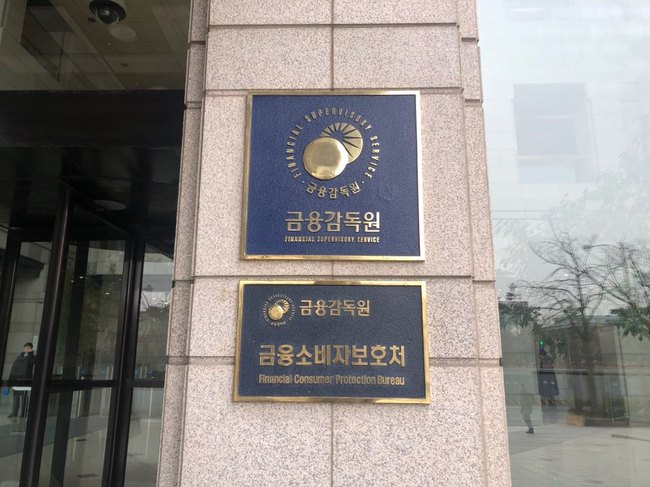 FINANCIAL SUPERVISORY SERVICE
금융감독원
금융감독원
FINANCIAL SUPERVISORY SERVICE
금융감독원
금융소비자보호처
Financial Consumer Protection Bureau